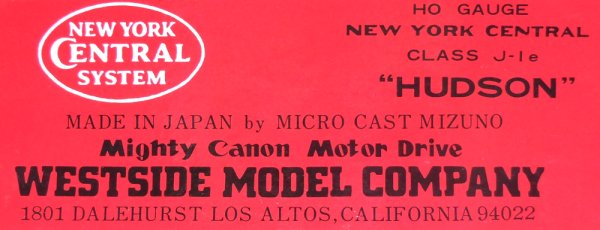 NEW YORK
CENTRAL
SYSTEM
HO GAUGE
NEW YORK CENTRAL
CLASS J-1e
"HUDSON"
MADE IN JAPAN by MICRO CAST MIZUNO
Mighty Canon Motor Drive
WESTSIDE MODEL COMPANY
1801 DALEHURST LOS ALTOS, CALIFORNIA 94022